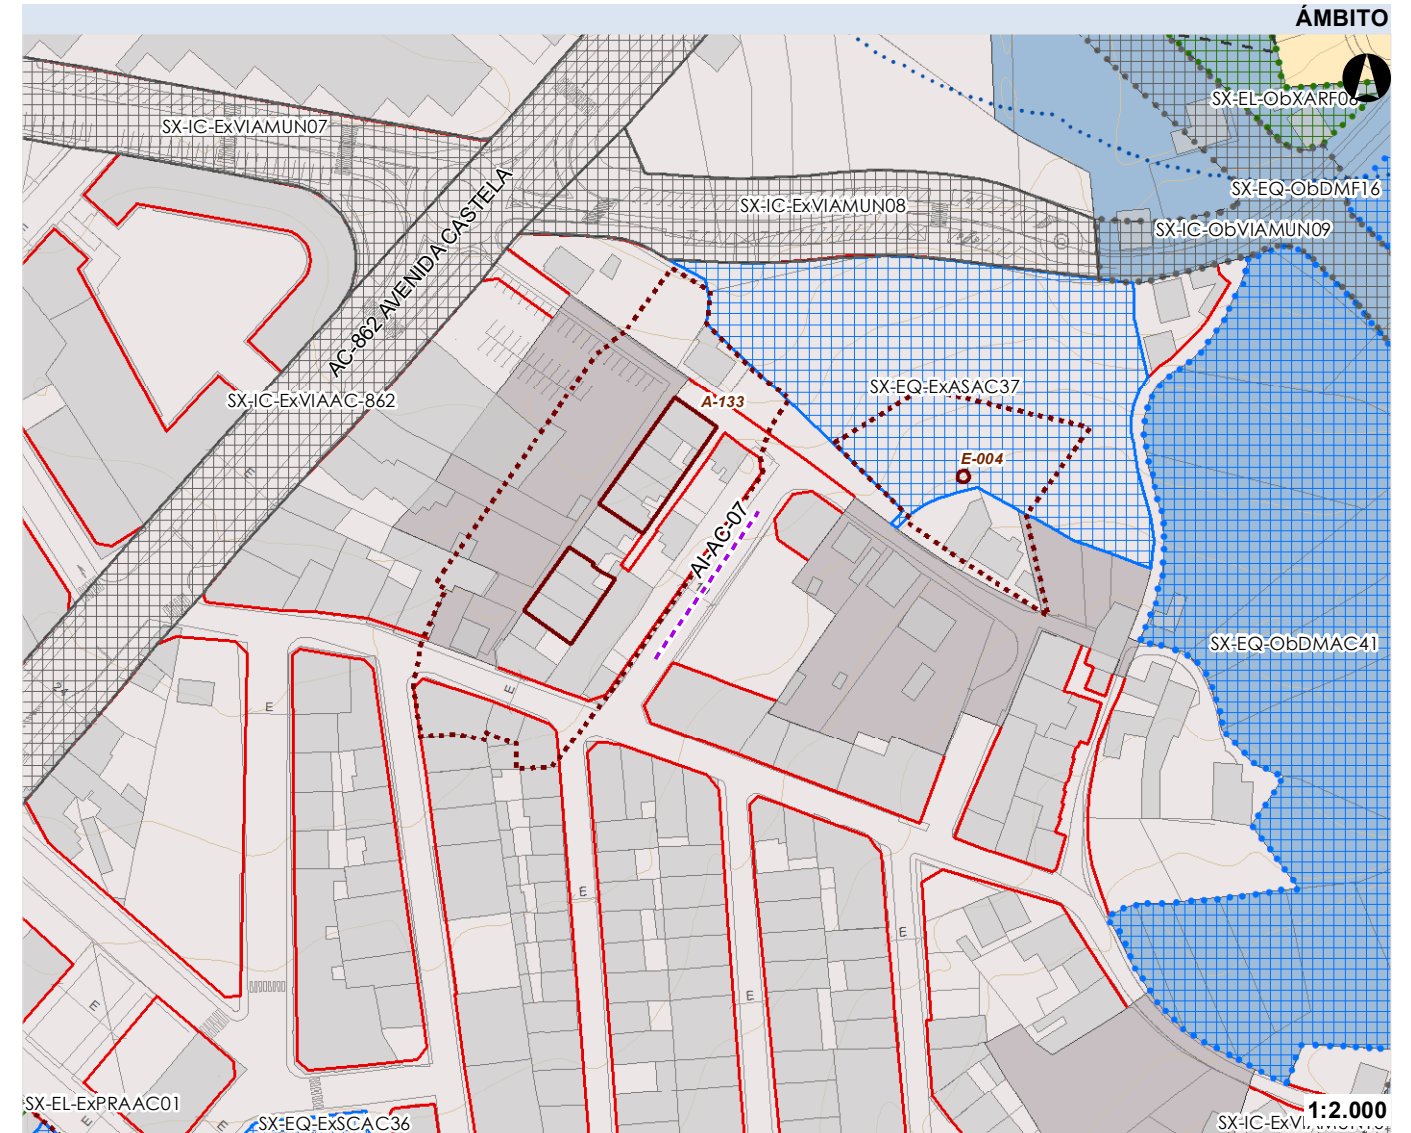 ÁMBITO
SX-EL-ObXARF06
SX-IC-ExVIAMUN07
SX-EQ-ObDMF16
SX-IC-ExVIAMUN08
SX-IC-ObVIAMUN09
AC-862 AVENIDA CASTELA
SX-EQ-ExASAC37
SX-IC-ExVIAAC-862
A-133
E-004
E
AI-AC-07
SX-EQ-ObDMAC41
E
E
E
E
E
E
E
E
SX-EL-ExPRAAC01
1:2.000
SX-EQ-ExSCAC36